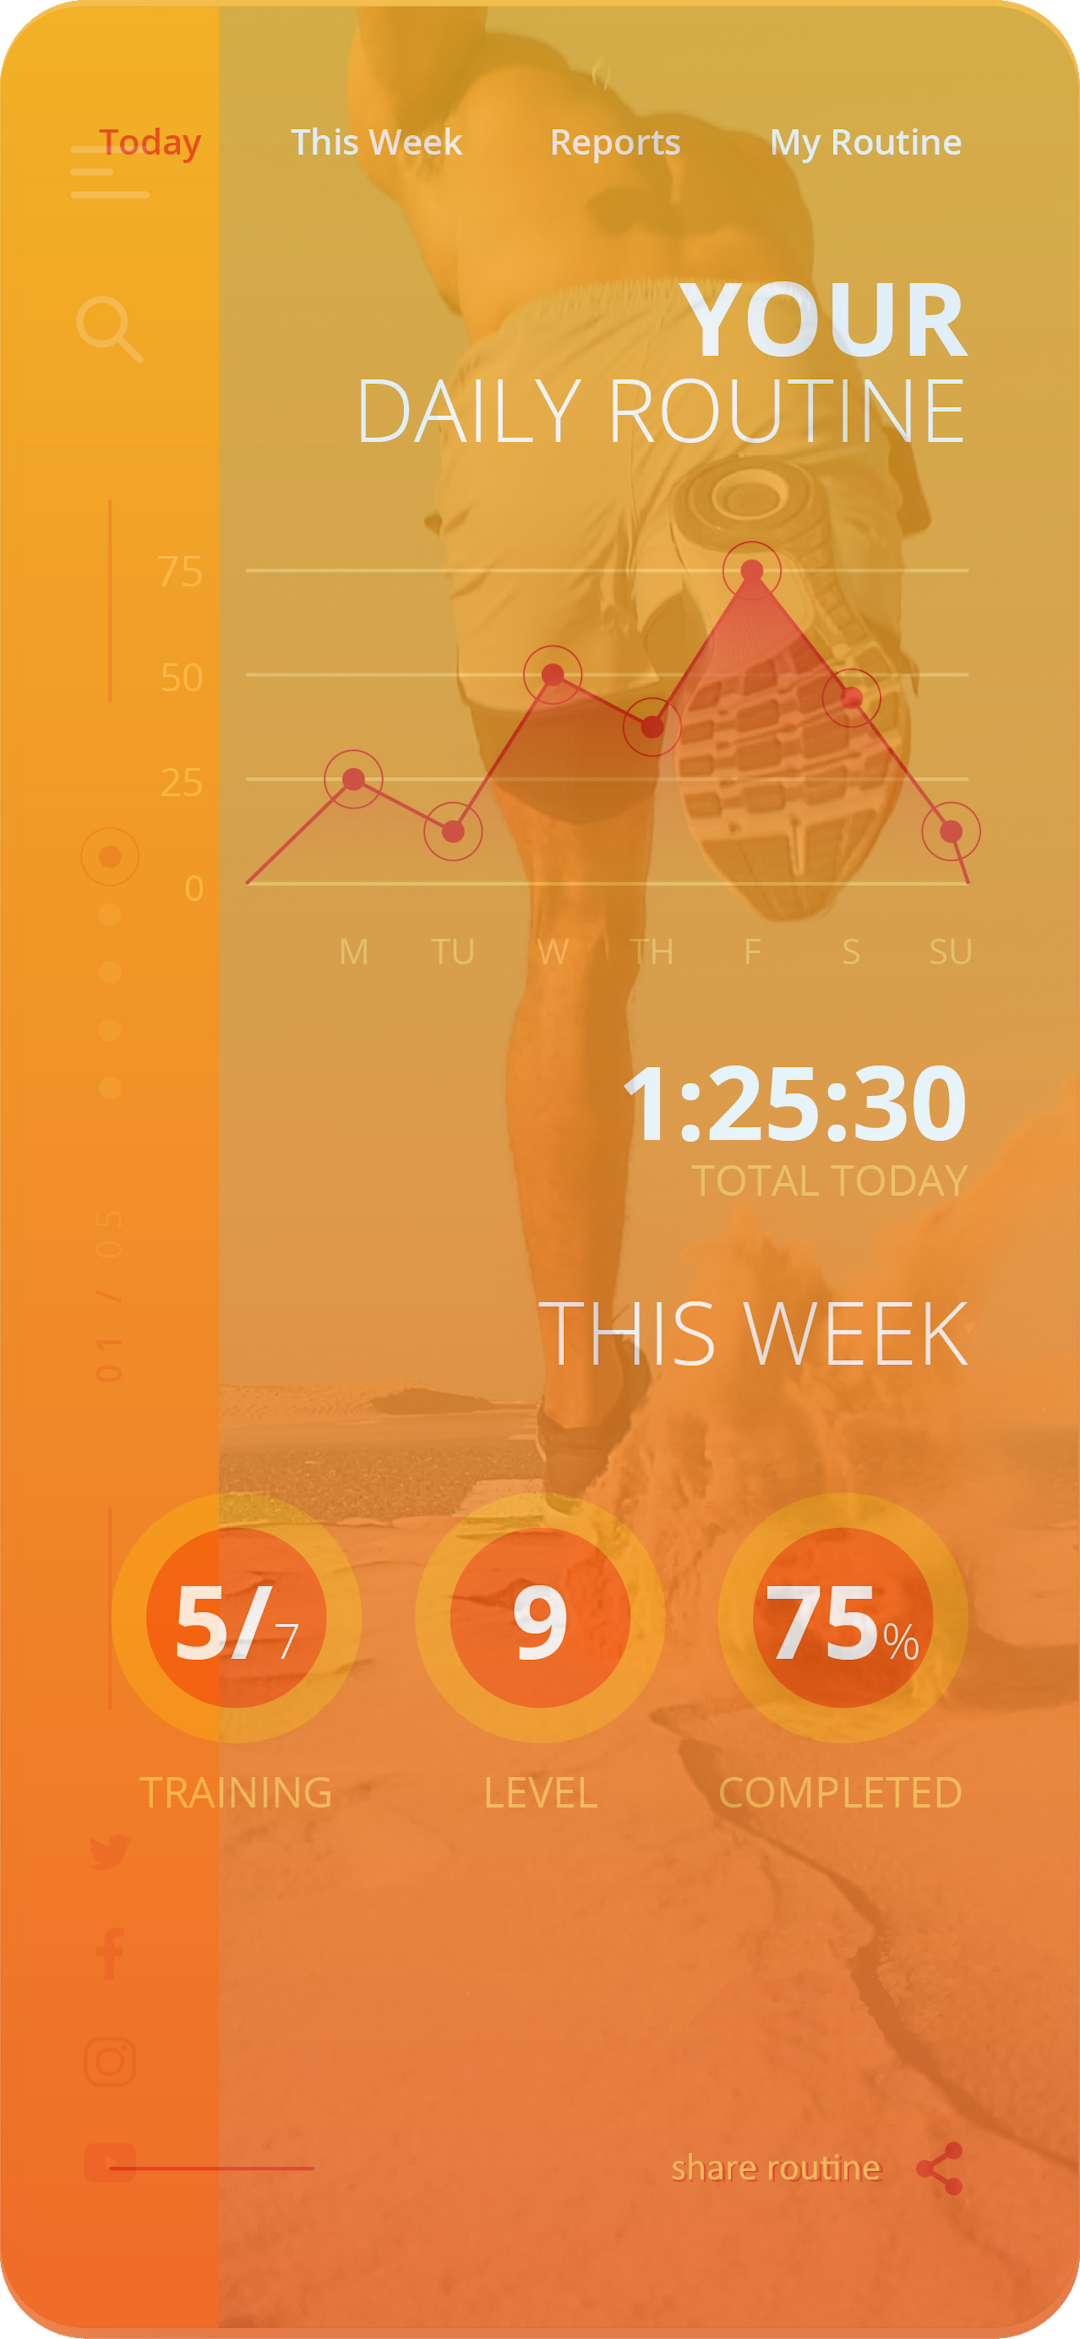 Today This Week Reports My Routine
YOUR
DAILY ROUTINE
75
50
25
0
M TU W TH F S SU
1:25:30
TOTAL TODAY
01 / 05
THIS WEEK
5/7 9 75%
TRAINING LEVEL COMPLETED
share routine